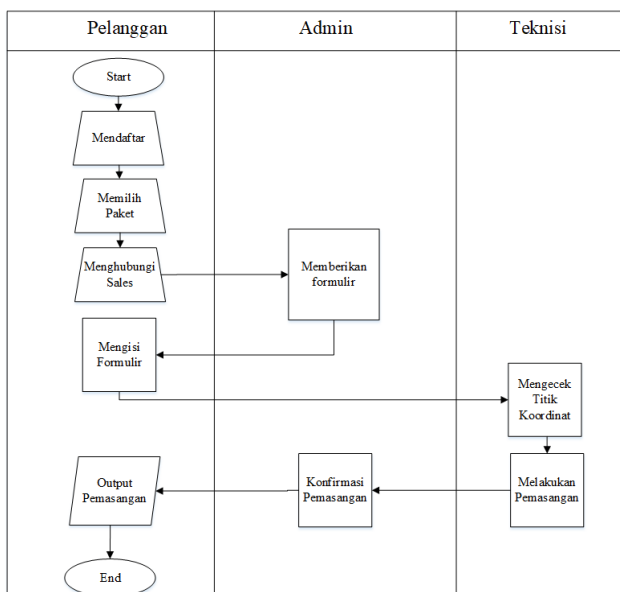 Pelanggan
Admin
Teknisi
Start
Mendaftar
Memilih
Paket
Menghubungi
Sales
Memberikan
formulir
Mengisi
Formulir
Mengecek
Titik
Koordinat
Output
Pemasangan
Konfirmasi
Pemasangan
Melakukan
Pemasangan
End